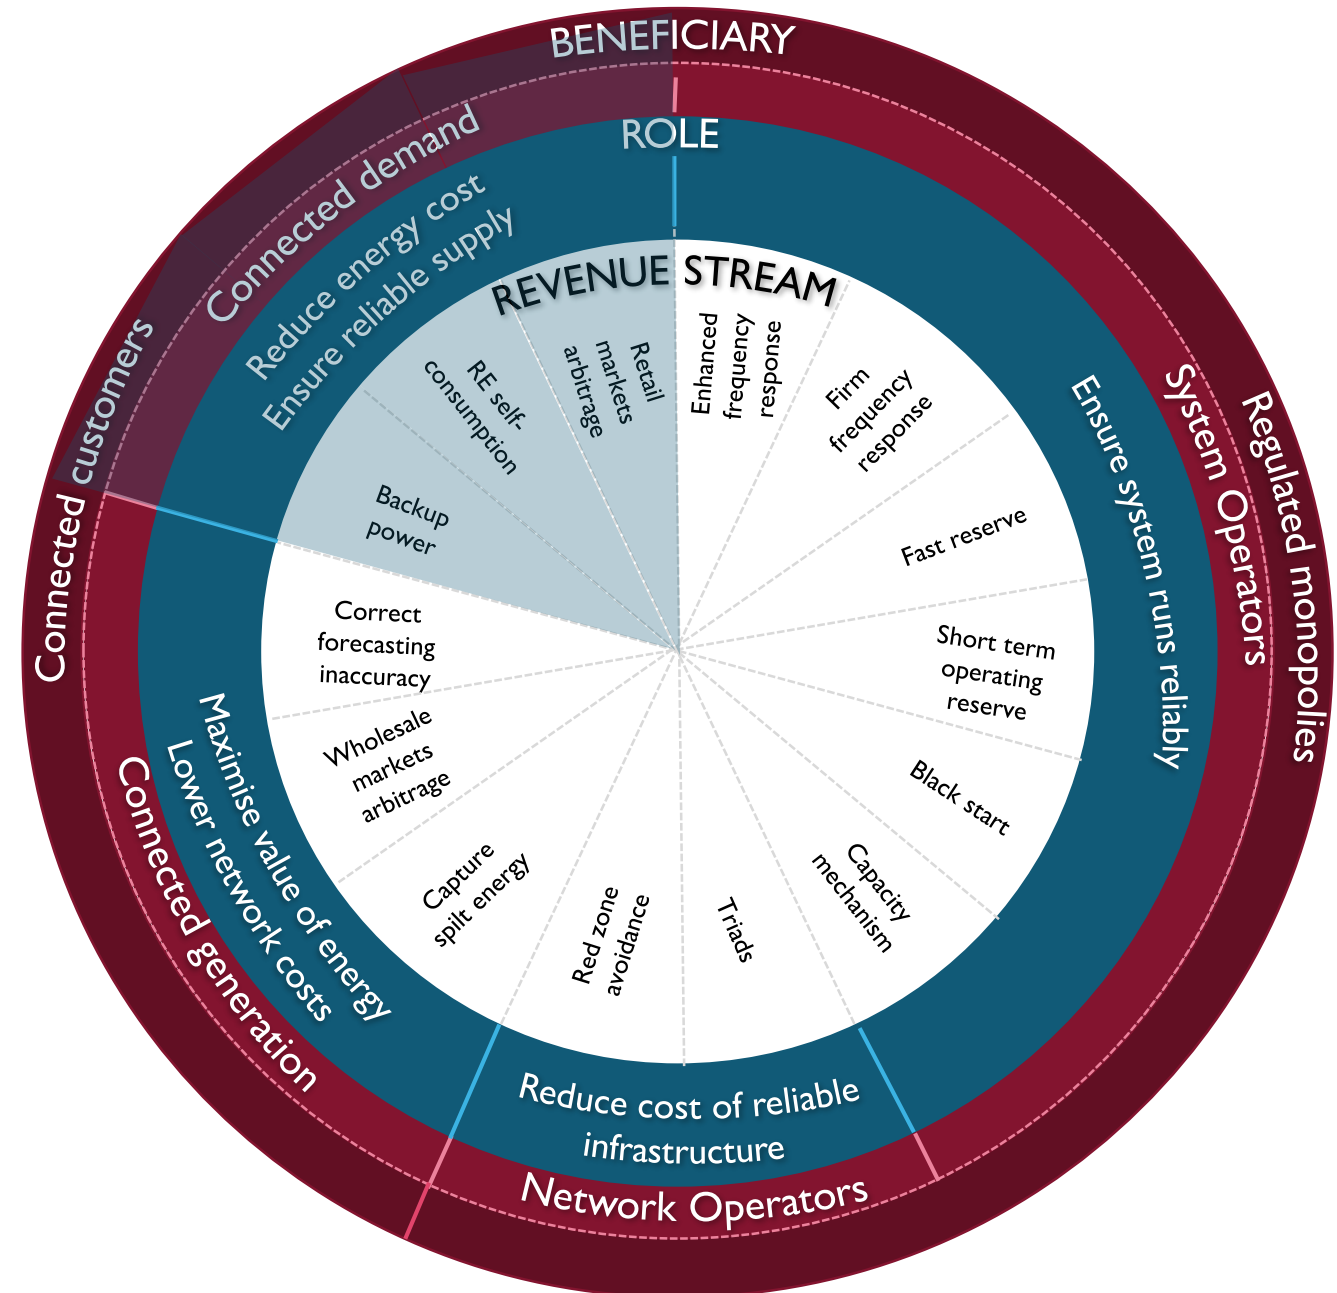 BENEFICIARY
ROLE
REVENUE STREAM
Regulated monopolies
System Operators
Ensure system runs reliably
Enhanced
frequency
response
Firm
frequency
response
Fast reserve
Short term
operating
reserve
Black start
Capacity
mechanism
Network Operators
Reduce cost of reliable
infrastructure
Triads
Red zone
avoidance
Connected customers
Connected generation
Maximise value of energy
Lower network costs
Capture
spilt energy
Wholesale
markets
arbitrage
Correct
forecasting
inaccuracy
Connected demand
Reduce energy cost
Ensure reliable supply
Backup
power
RE self-
consumption
Retail
markets
arbitrage